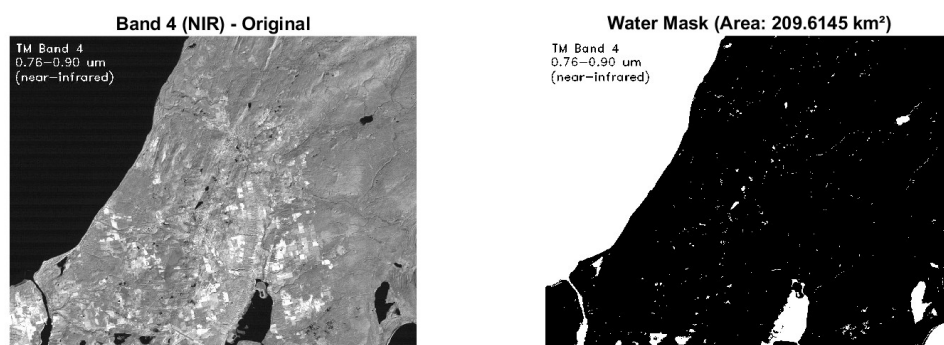 Band 4 (NIR) - Original
TM Band 4
0.76-0.90 um
(near-infrared)
Water Mask (Area: 209.6145 km²)
TM Band 4
0.76-0.90 um
(near-infrared)